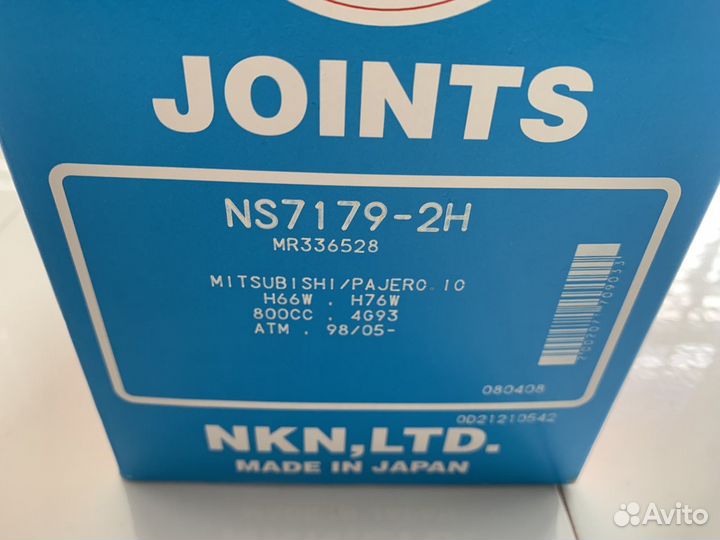 JOINTS
NS7179-2H
MR336528
MITSUBISHI/PAJERO.IO
H66W . H76W
800CC . 4G93
ATM . 98/05-
080408
0D21210542
NKN,LTD.
MADE IN JAPAN
Avito